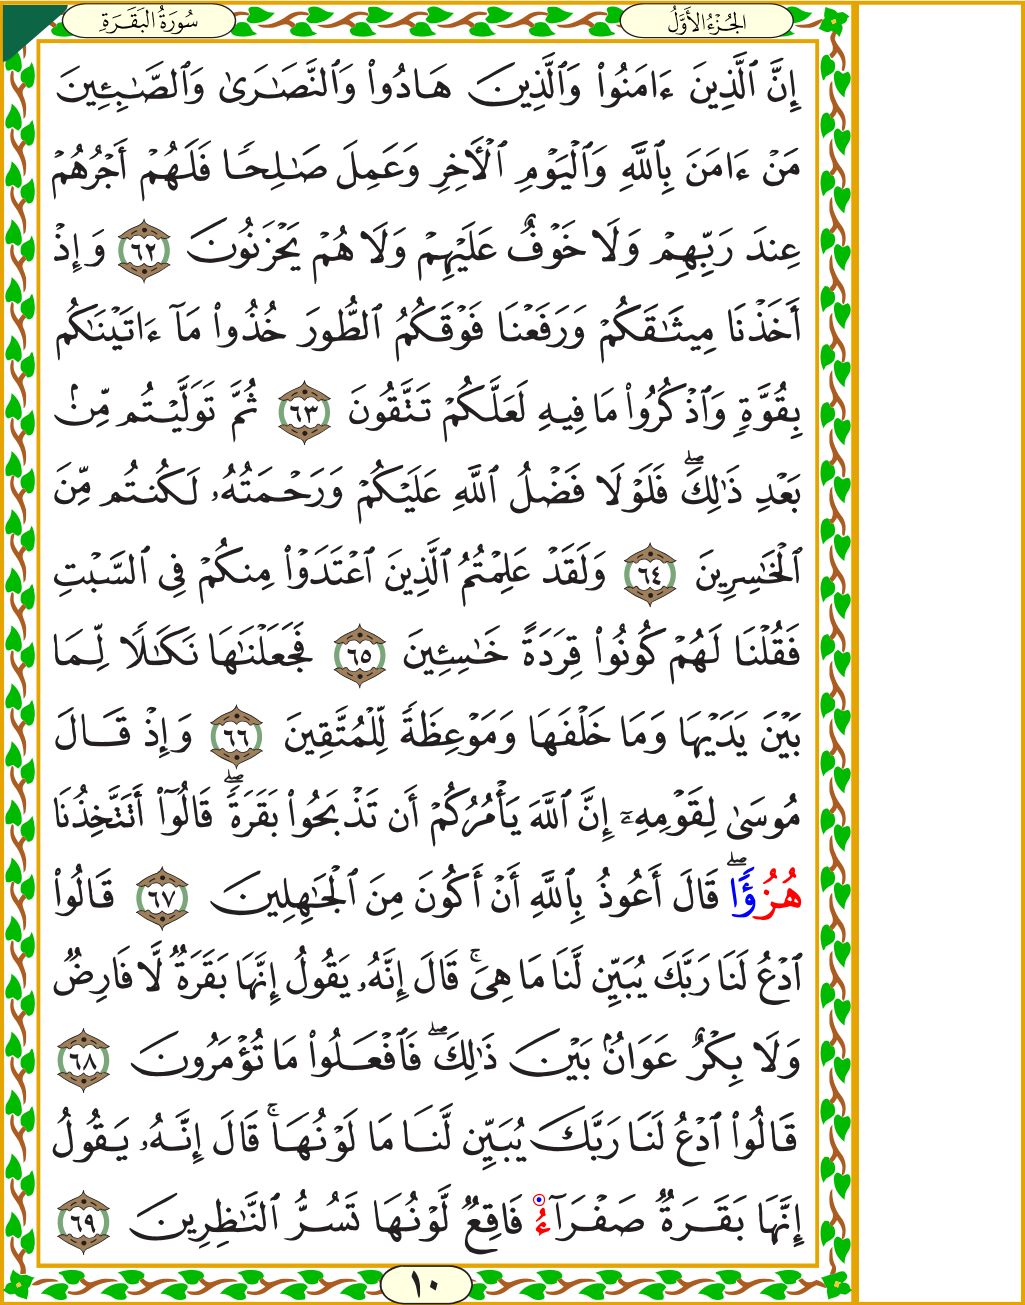 الجُزْءُ الأَوَّلُ
سُورَةُ البَقَرَةِ
إِنَّ ٱلَّذِينَ ءَامَنُوا۟ وَٱلَّذِينَ هَادُوا۟ وَٱلنَّصَـٰرَىٰ وَٱلصَّـٰبِـِٔينَ
مَنْ ءَامَنَ بِٱللَّهِ وَٱلْيَوْمِ ٱلْـَٔاخِرِ وَعَمِلَ صَـٰلِحًا فَلَهُمْ أَجْرُهُمْ
عِندَ رَبِّهِمْ وَلَا خَوْفٌ عَلَيْهِمْ وَلَا هُمْ يَحْزَنُونَ ٦٢ وَإِذْ
أَخَذْنَا مِيثَـٰقَكُمْ وَرَفَعْنَا فَوْقَكُمُ ٱلطُّورَ خُذُوا۟ مَآ ءَاتَيْنَـٰكُم
بِقُوَّةٍ وَٱذْكُرُوا۟ مَا فِيهِ لَعَلَّكُمْ تَتَّقُونَ ٦٣ ثُمَّ تَوَلَّيْتُم مِّنۢ
بَعْدِ ذَٰلِكَ ۖ فَلَوْلَا فَضْلُ ٱللَّهِ عَلَيْكُمْ وَرَحْمَتُهُۥ لَكُنتُم مِّنَ
ٱلْخَـٰسِرِينَ ٦٤ وَلَقَدْ عَلِمْتُمُ ٱلَّذِينَ ٱعْتَدَوْا۟ مِنكُمْ فِى ٱلسَّبْتِ
فَقُلْنَا لَهُمْ كُونُوا۟ قِرَدَةً خَـٰسِـِٔينَ ٦٥ فَجَعَلْنَـٰهَا نَكَـٰلًا لِّمَا
بَيْنَ يَدَيْهَا وَمَا خَلْفَهَا وَمَوْعِظَةً لِّلْمُتَّقِينَ ٦٦ وَإِذْ قَالَ
مُوسَىٰ لِقَوْمِهِۦٓ إِنَّ ٱللَّهَ يَأْمُرُكُمْ أَن تَذْبَحُوا۟ بَقَرَةً ۖ قَالُوٓا۟ أَتَتَّخِذُنَا
هُزُؤًا ۖ قَالَ أَعُوذُ بِٱللَّهِ أَنْ أَكُونَ مِنَ ٱلْجَـٰهِلِينَ ٦٧ قَالُوا۟
ٱدْعُ لَنَا رَبَّكَ يُبَيِّن لَّنَا مَا هِىَ ۚ قَالَ إِنَّهُۥ يَقُولُ إِنَّهَا بَقَرَةٌ لَّا فَارِضٌ
وَلَا بِكْرٌ عَوَانٌۢ بَيْنَ ذَٰلِكَ ۖ فَٱفْعَلُوا۟ مَا تُؤْمَرُونَ ٦٨
قَالُوا۟ ٱدْعُ لَنَا رَبَّكَ يُبَيِّن لَّنَا مَا لَوْنُهَا ۚ قَالَ إِنَّهُۥ يَقُولُ
إِنَّهَا بَقَرَةٌ صَفْرَآءُ فَاقِعٌ لَّوْنُهَا تَسُرُّ ٱلنَّـٰظِرِينَ ٦٩
١٠